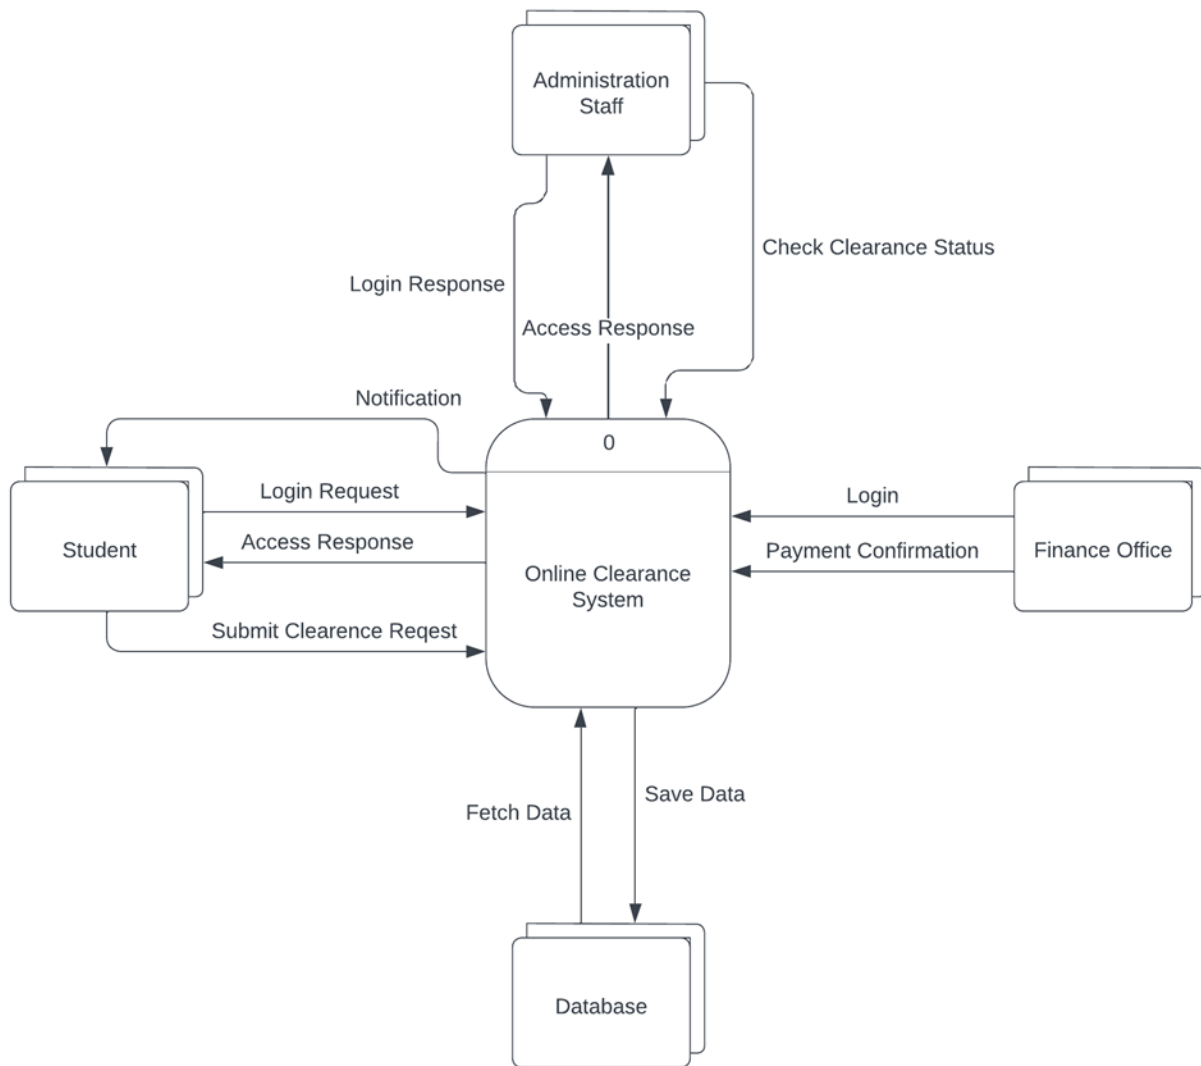 Administration
Staff
Check Clearance Status
Login Response
Access Response
Notification
0
Login Request
Login
Student
Access Response
Payment Confirmation
Finance Office
Online Clearance
System
Submit Clearence Reqest
Save Data
Fetch Data
Database